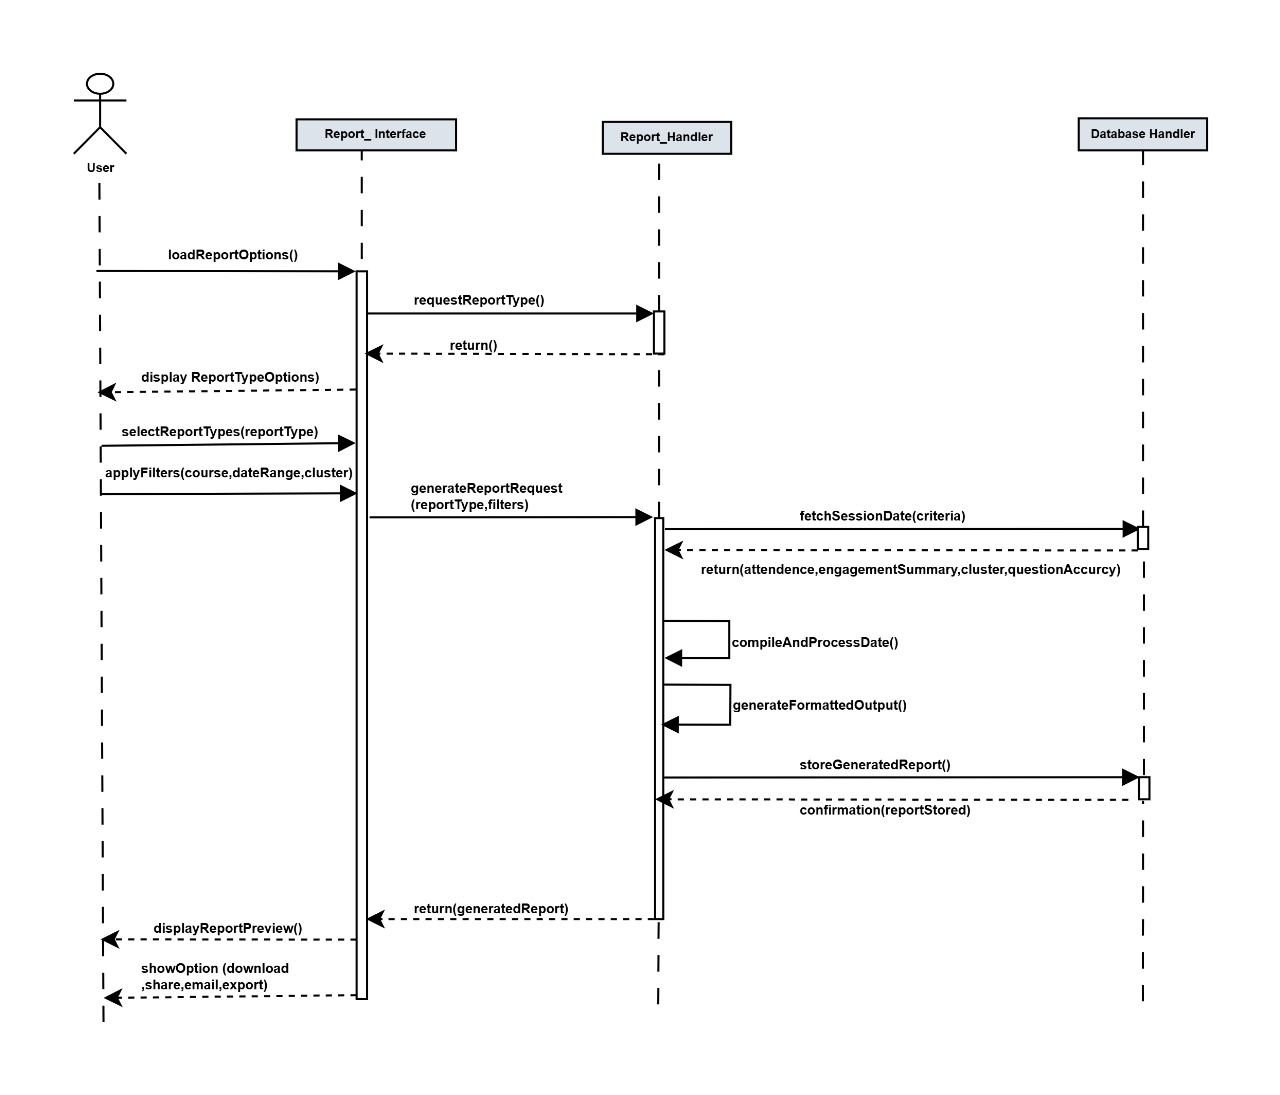 User
Report_ Interface
Report_Handler
Database Handler
loadReportOptions()
requestReportType()
return()
display ReportTypeOptions)
selectReportTypes(reportType)
applyFilters(course,dateRange,cluster)
generateReportRequest
(reportType,filters)
fetchSessionDate(criteria)
return(attendence,engagementSummary,cluster,questionAccurcy)
compileAndProcessDate()
generateFormattedOutput()
storeGeneratedReport()
confirmation(reportStored)
return(generatedReport)
displayReportPreview()
showOption (download
,share,email,export)